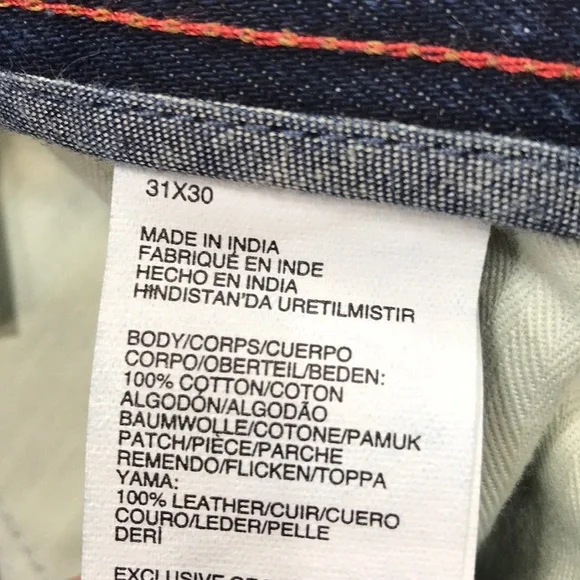 31X30
MADE IN INDIA
FABRIQUÉ EN INDE
HECHO EN INDIA
HINDISTAN'DA URETILMISTIR
BODY/CORPS/CUERPO
CORPO/OBERTEIL/BEDEN:
100% COTTON/COTON
ALGODÓN/ALGODÃO
BAUMWOLLE/COTONE/PAMUK
PATCH/PIÈCE/PARCHE
REMENDO/FLICKEN/TOPPA
YAMA:
100% LEATHER/CUIR/CUERO
COURO/LEDER/PELLE
DERİ
EXCLUSIVE